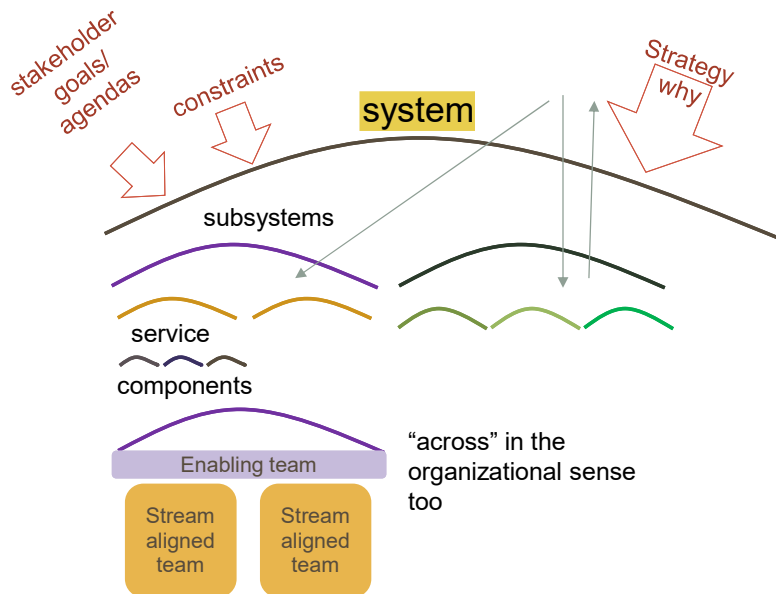 stakeholder
goals/
agendas
constraints
system
Strategy
why
subsystems
service
components
Enabling team
Stream
aligned
team
Stream
aligned
team
“across” in the
organizational sense
too